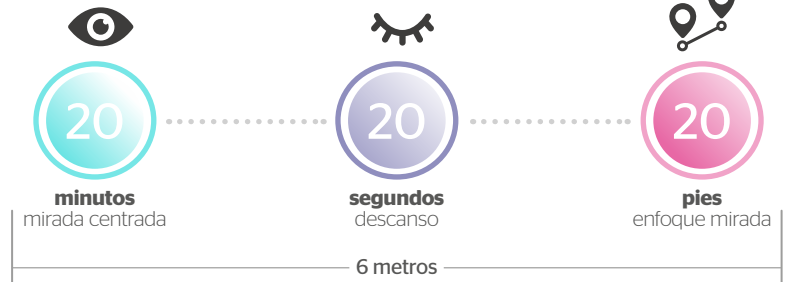 20
20
20
minutos
mirada centrada
segundos
descanso
pies
enfoque mirada
6 metros